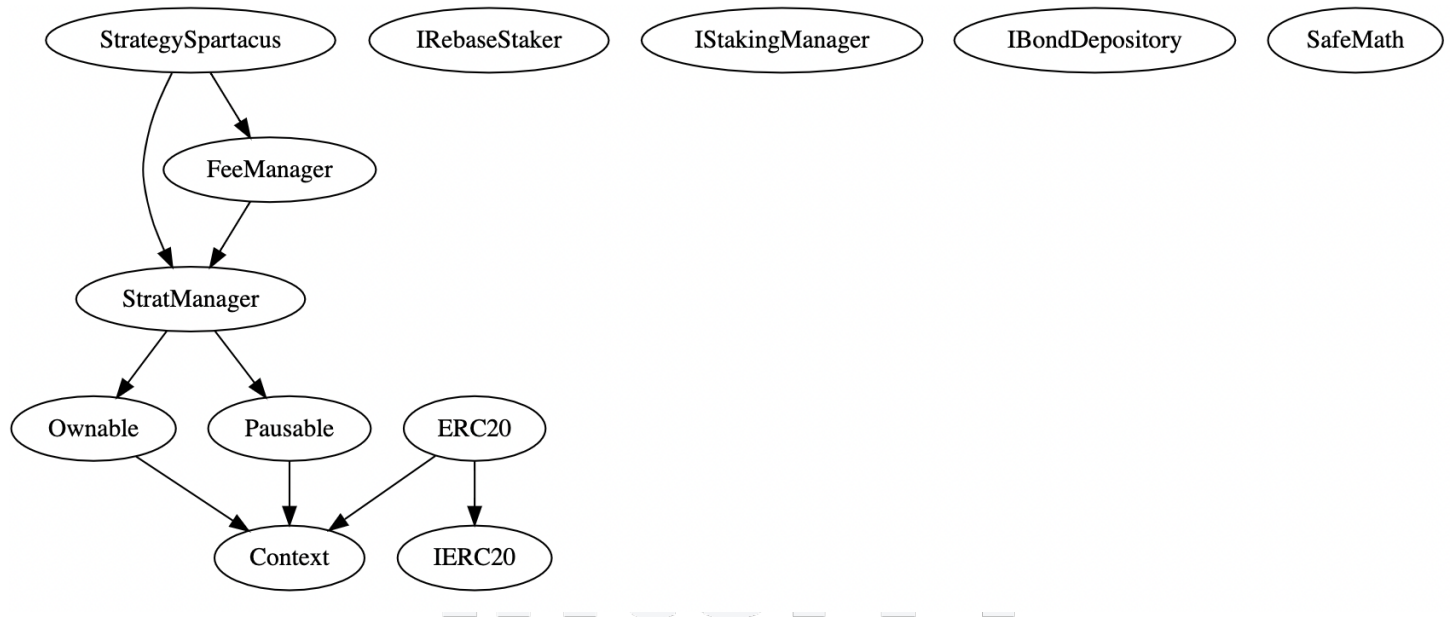 StrategySpartacus IRebaseStaker IStakingManager IBondDepository SafeMath
FeeManager
StratManager
Ownable Pausable ERC20
Context IERC20